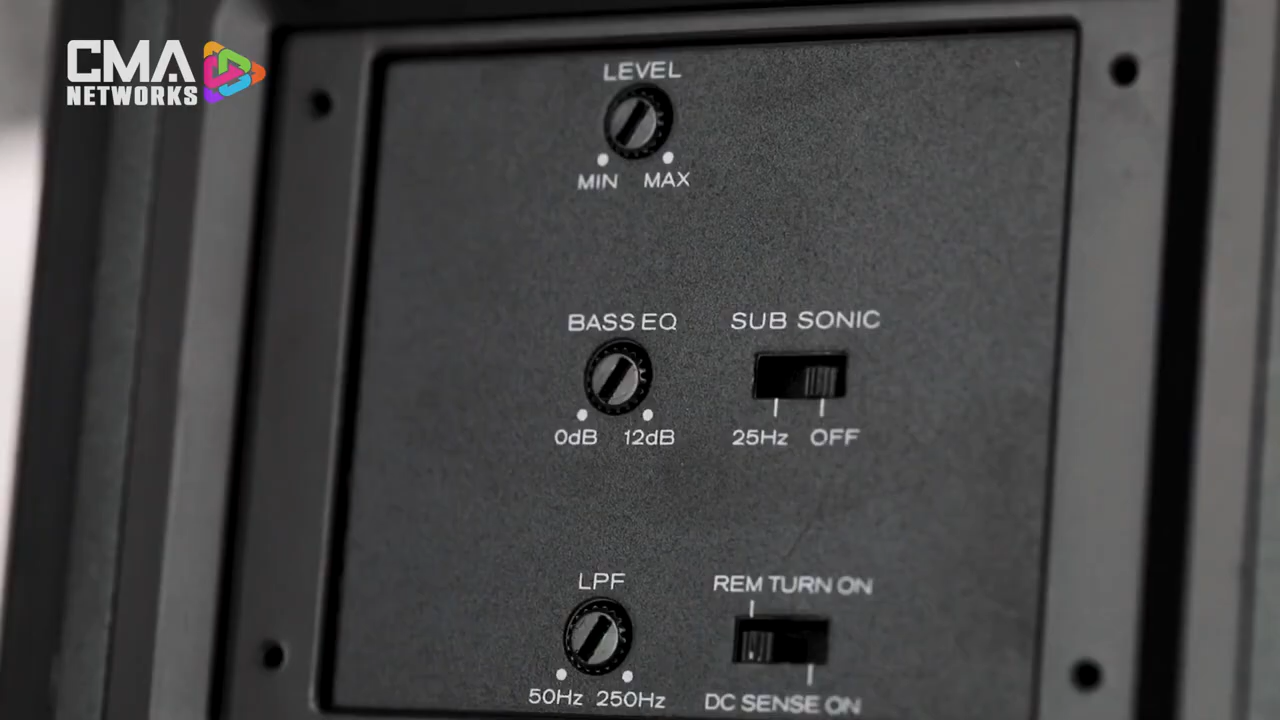 CMA
NETWORKS
LEVEL
MIN MAX
BASS EQ SUB SONIC
0dB 12dB 25Hz OFF
LPF REM TURN ON
50Hz 250Hz DC SENSE ON